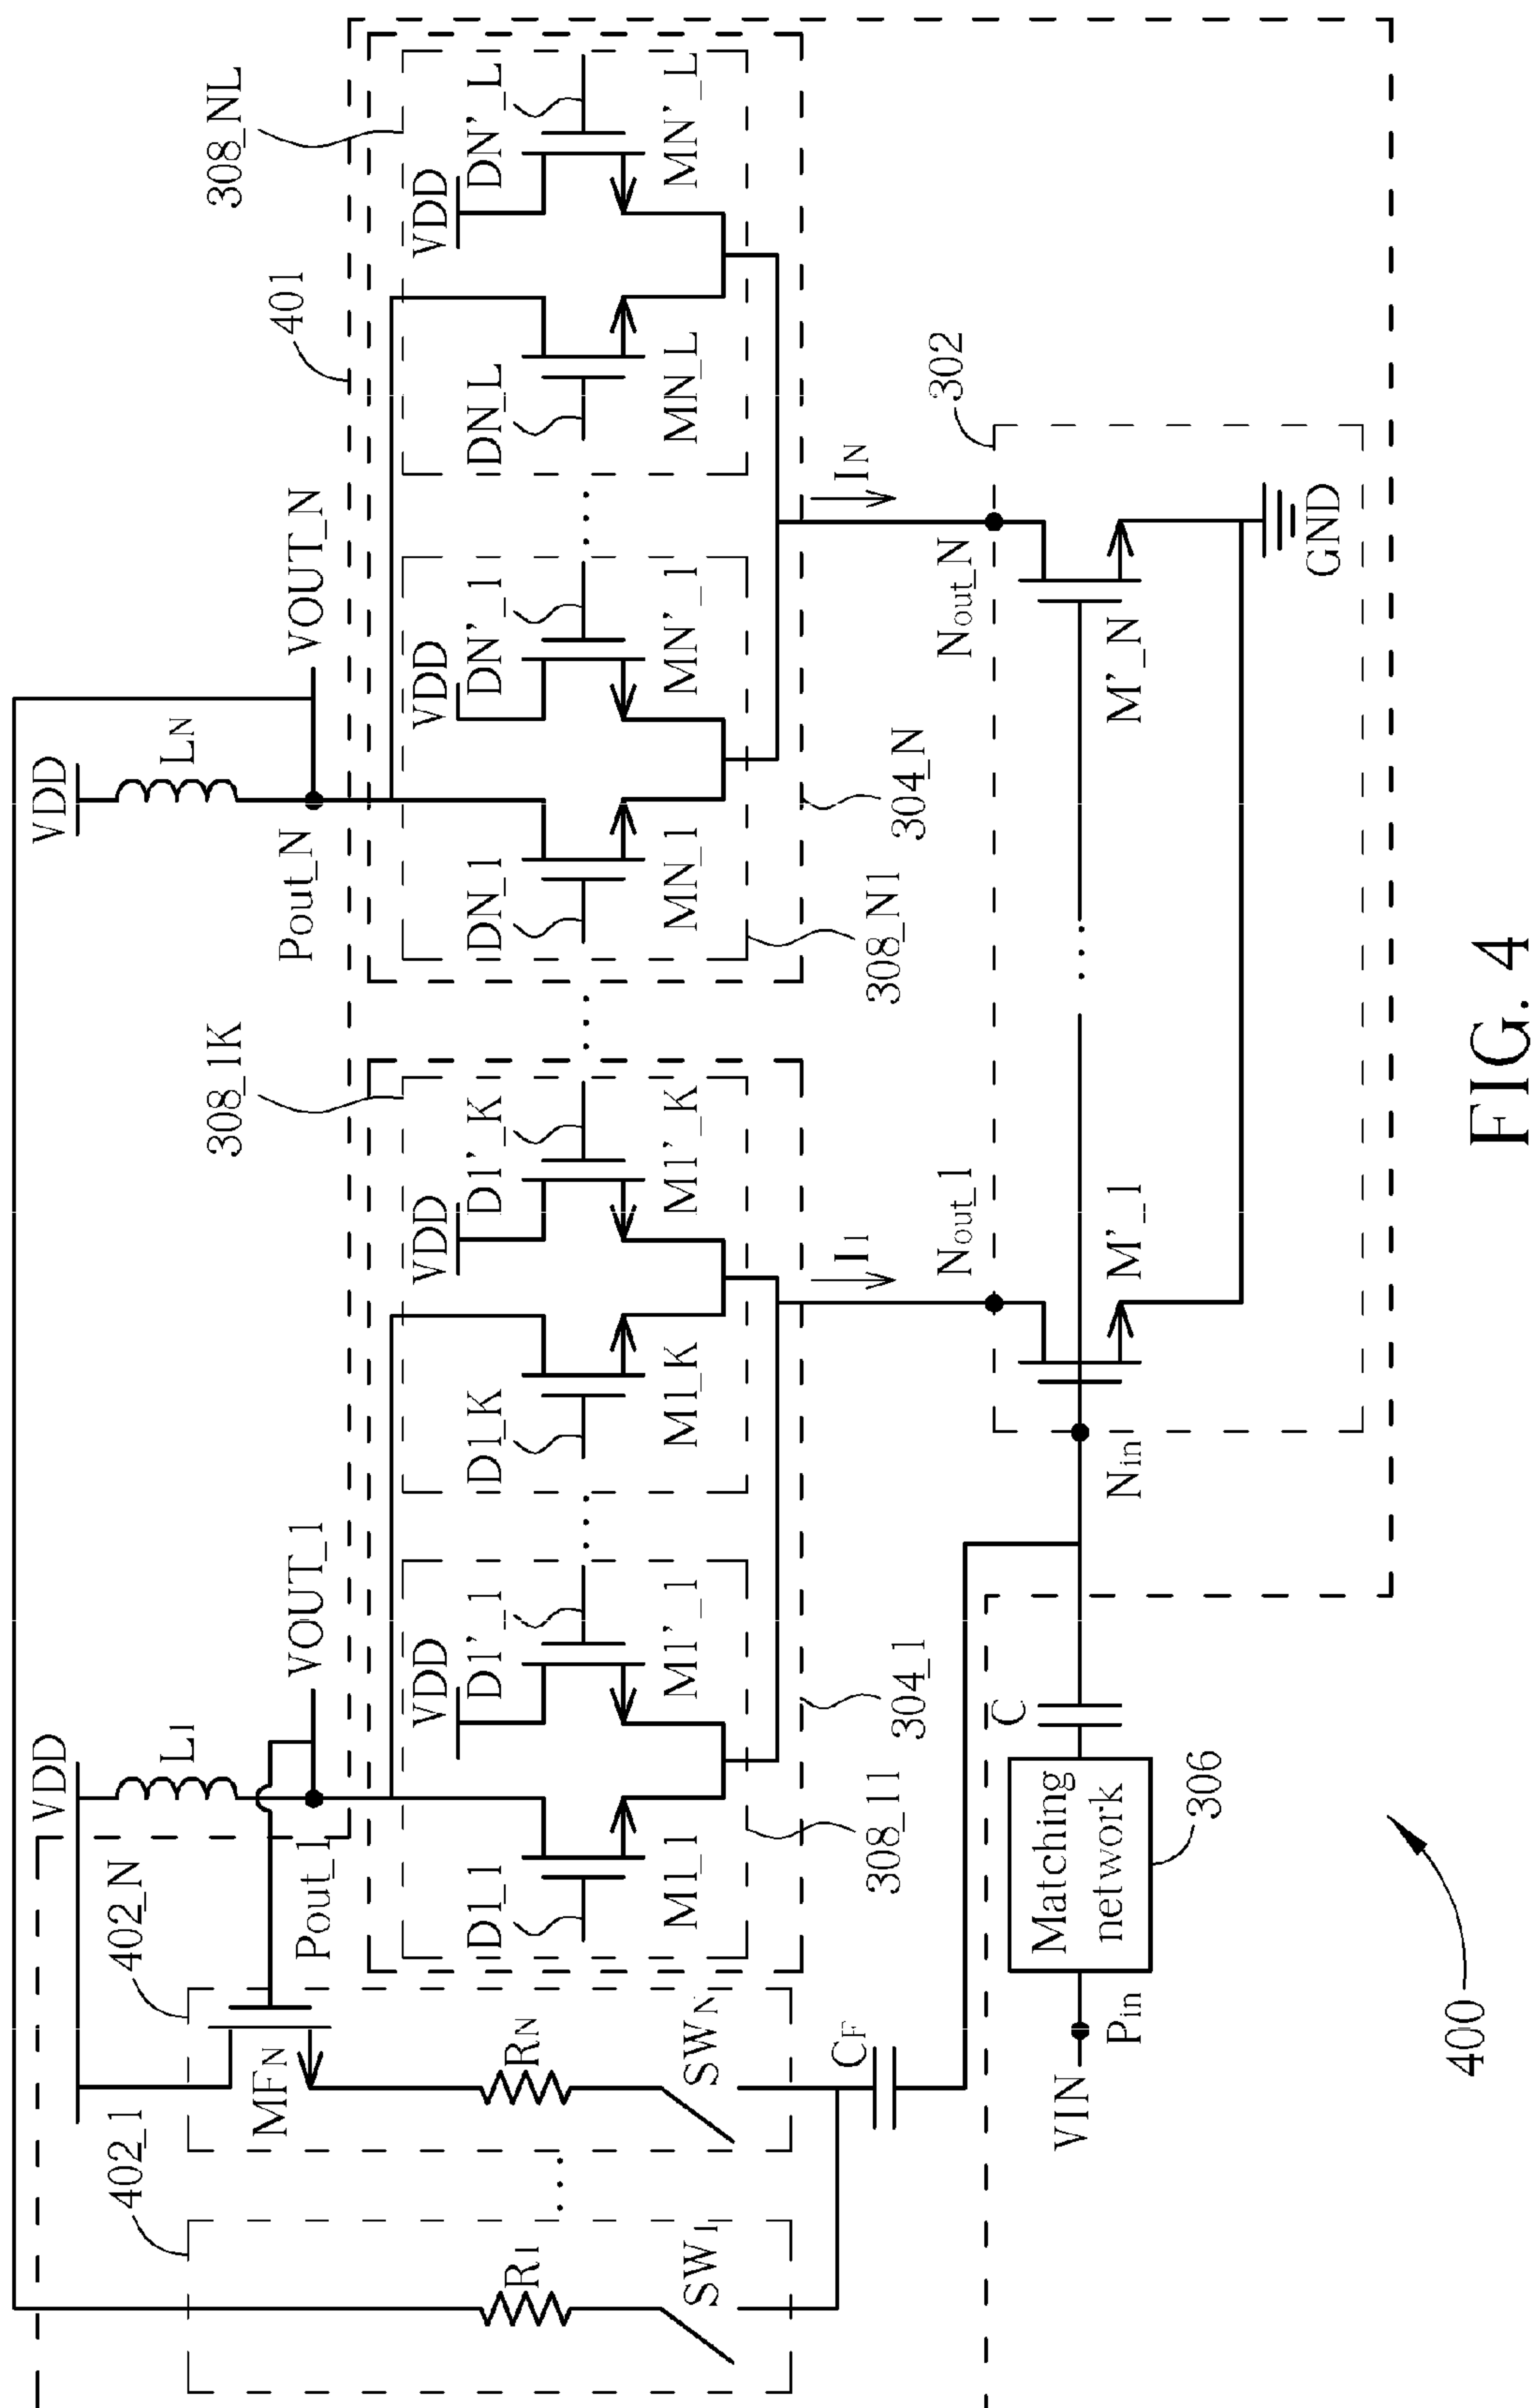 402_1
402_N
VDD
L1
VOUT_1
Pout_1
MFN
RN
SWN
R1
SW1
CF
308_1K
D1_1
VDD
D1'_1
M1_1
M1'_1
...
D1_K
VDD
D1'_K
M1_K
M1'_K
308_11
304_1
...
VDD
LN
Pout_N
VOUT_N
401
308_NL
DN_1
VDD
DN'_1
MN_1
MN'_1
...
DN_L
VDD
DN'_L
MN_L
MN'_L
308_N1
304_N
I1
IN
Nout_1
Nout_N
302
VIN
Pin
Matching
network
306
C
Nin
M'_1
...
M'_N
GND
400
FIG. 4